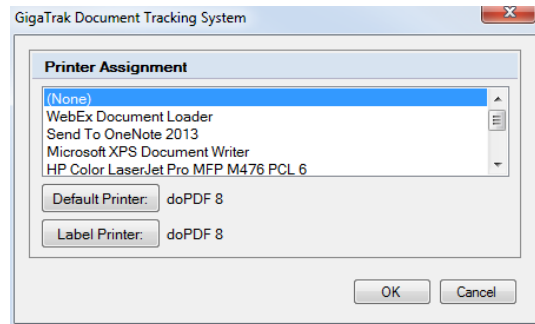 GigaTrak Document Tracking System
Printer Assignment
(None)
WebEx Document Loader
Send To OneNote 2013
Microsoft XPS Document Writer
HP Color LaserJet Pro MFP M476 PCL 6
Default Printer: doPDF 8
Label Printer: doPDF 8
OK Cancel